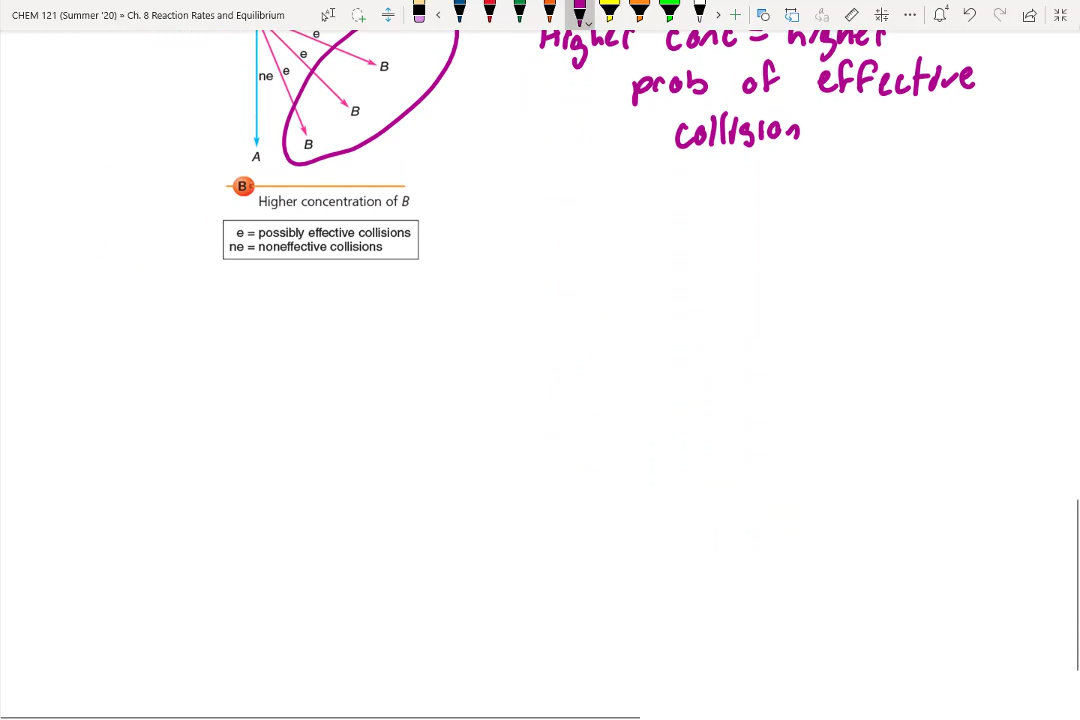 CHEM 121 (Summer '20) » Ch. 8 Reaction Rates and Equilibrium
4
Higher conc = higher
prob of effective
collision
e
e
e
ne
B
B
B
A
B
Higher concentration of B
e = possibly effective collisions
ne = noneffective collisions